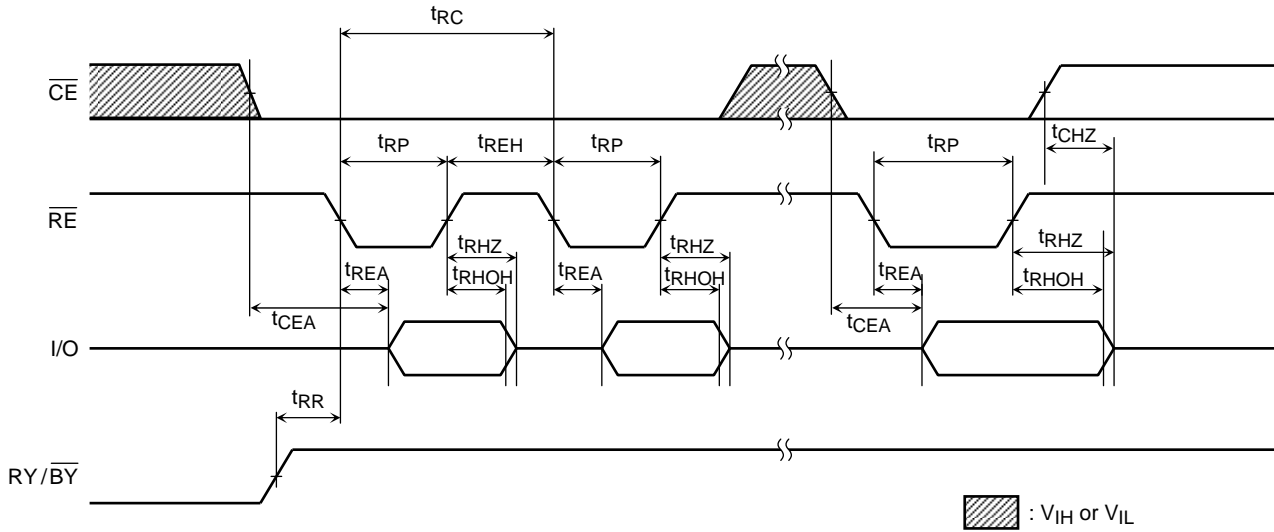 tRC
CE
tCHZ
tRP tREH tRP tRP
RE
tRHZ tRHZ tRHZ
tREA tRHOH tREA tRHOH tREA tRHOH
tCEA tCEA
I/O
tRR
RY/BY
: VIH or VIL